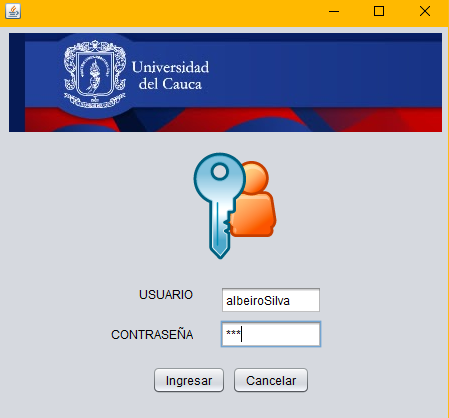 Universidad
del Cauca
USUARIO
albeiroSilva
CONTRASEÑA
***
Ingresar
Cancelar